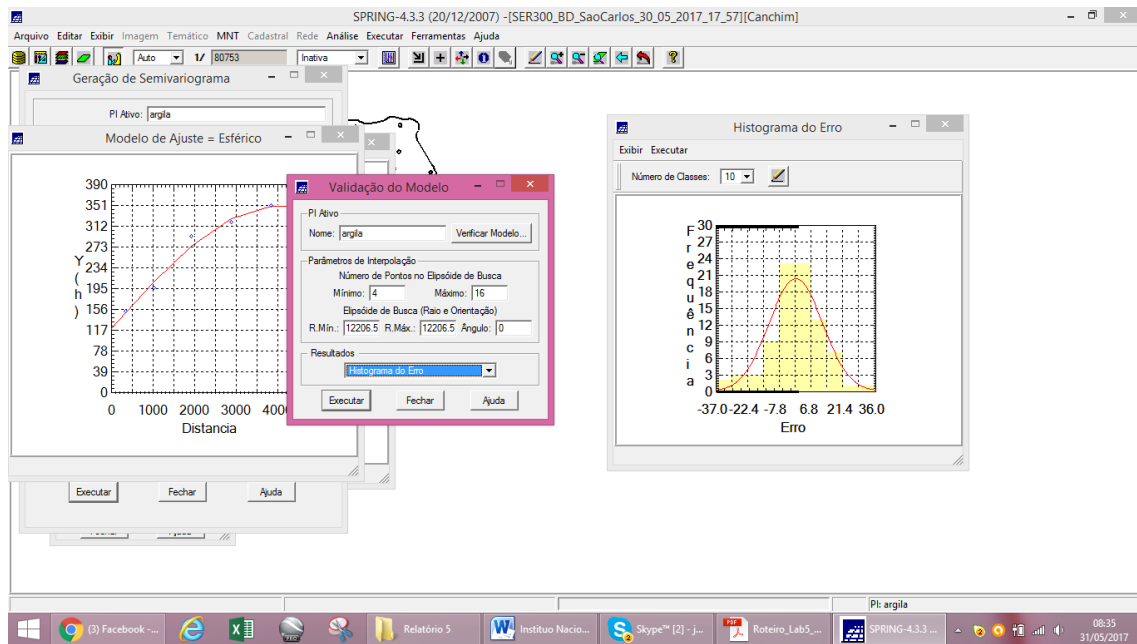 SPRING-4.3.3 (20/12/2007) -[SER300_BD_SaoCarlos_30_05_2017_17_57][Canchim]
Arquivo Editar Exibir Imagem Temático MNT Cadastral Rede Análise Executar Ferramentas Ajuda
Auto 1/ 80753 Inativa
Geração de Semivariograma
PI Ativo: argila
Modelo de Ajuste = Esférico
390
351
312
273
234
195
156
117
78
39
0
Y(h)
0 1000 2000 3000 400
Distancia
Executar Fechar Ajuda
Validação do Modelo
PI Ativo
Nome: argila Verificar Modelo...
Parâmetros de Interpolação
Número de Pontos no Elipsóide de Busca
Mínimo: 4 Máximo: 16
Elipsóide de Busca (Raio e Orientação)
R.Mín.: 12206.5 R.Máx.: 12206.5 Ângulo: 0
Resultados
Histograma do Erro
Executar Fechar Ajuda
Histograma do Erro
Exibir Executar
Número de Classes: 10
Frequência
30
27
24
21
18
15
12
9
6
3
0
-37.0 -22.4 -7.8 6.8 21.4 36.0
Erro
PI: argila
(3) Facebook -...
Relatório 5
Instituo Nacio...
Skype™ [2] - j...
Roteiro_Lab5_...
SPRING-4.3.3 ...
08:35
31/05/2017